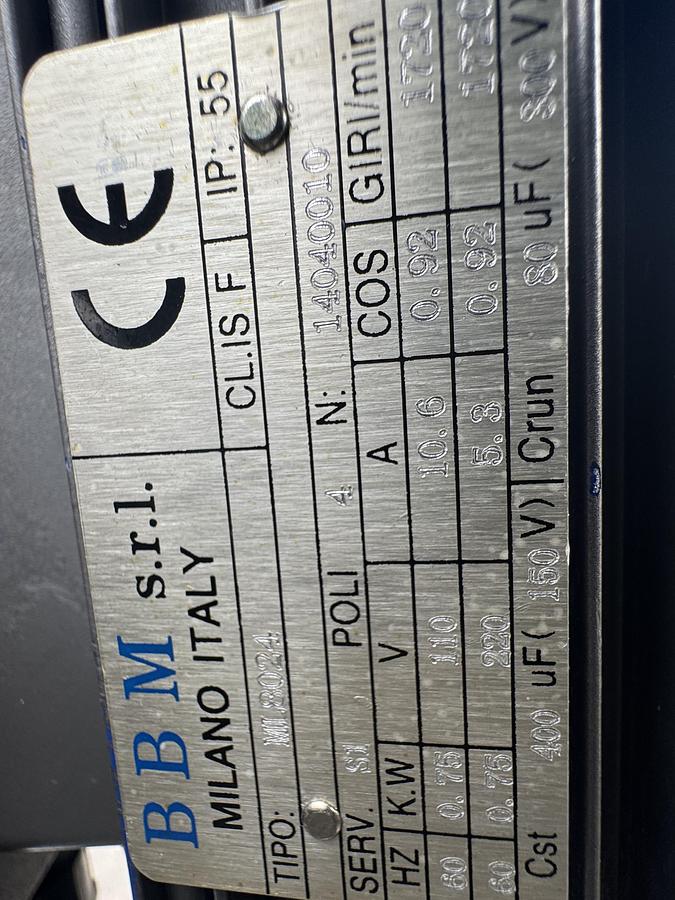 BBM s.r.l.
MILANO ITALY
CE
CL.IS F IP: 55
TIPO: ML8024
SERV. S1 POLI 4 N: 14040010
HZ K.W V A COS GIRI/min
60 0.75 110 10.6 0.92 1720
60 0.75 220 5.3 0.92 1720
Cst 400 uF( 150 V) Crun 80 uF( 300 V)